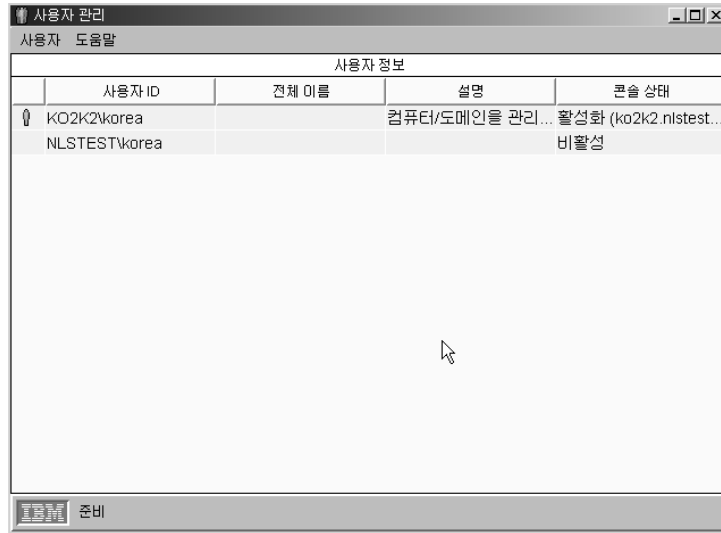 사용자 관리
사용자 도움말
사용자 정보
사용자 ID 전체 이름 설명 콘솔 상태
KO2K2\korea 컴퓨터/도메인을 관리... 활성화 (ko2k2.nlstest...
NLSTEST\korea 비활성
IBM 준비